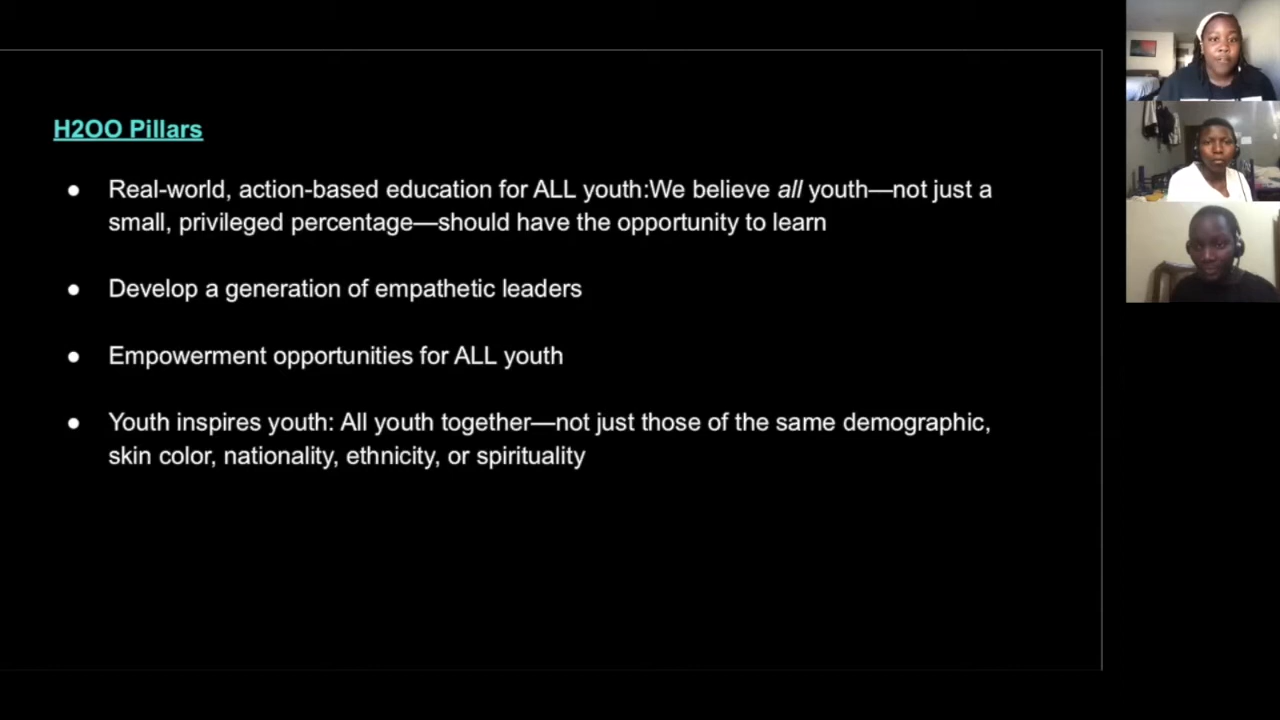 H2OO Pillars
● Real-world, action-based education for ALL youth:We believe all youth—not just a
small, privileged percentage—should have the opportunity to learn
● Develop a generation of empathetic leaders
● Empowerment opportunities for ALL youth
● Youth inspires youth: All youth together—not just those of the same demographic,
skin color, nationality, ethnicity, or spirituality